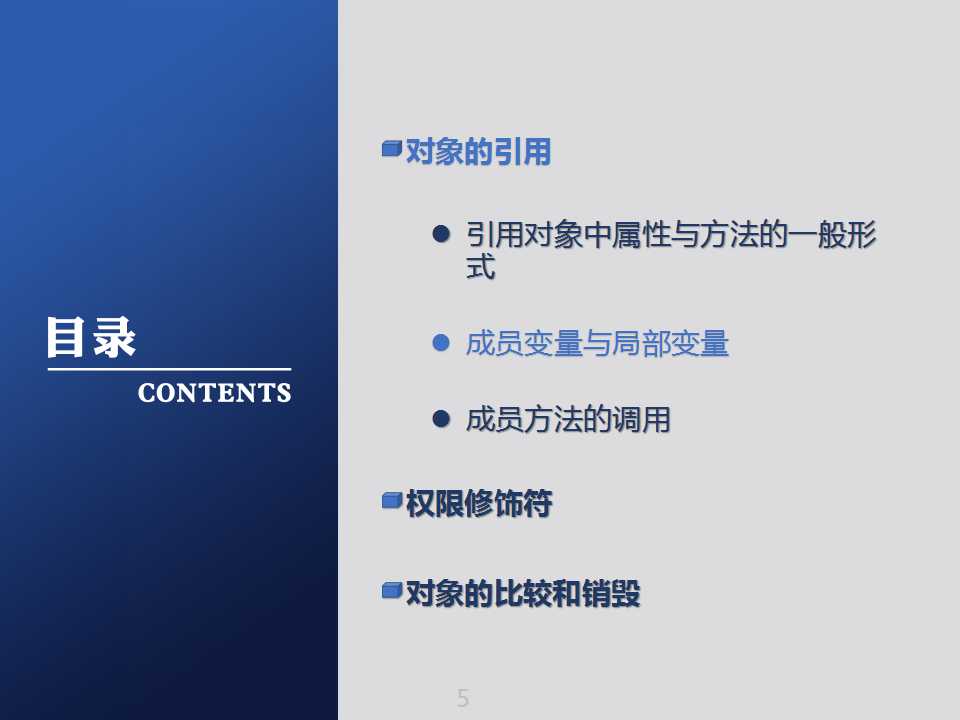 目录
CONTENTS
对象的引用
引用对象中属性与方法的一般形
式
成员变量与局部变量
成员方法的调用
权限修饰符
对象的比较和销毁
5